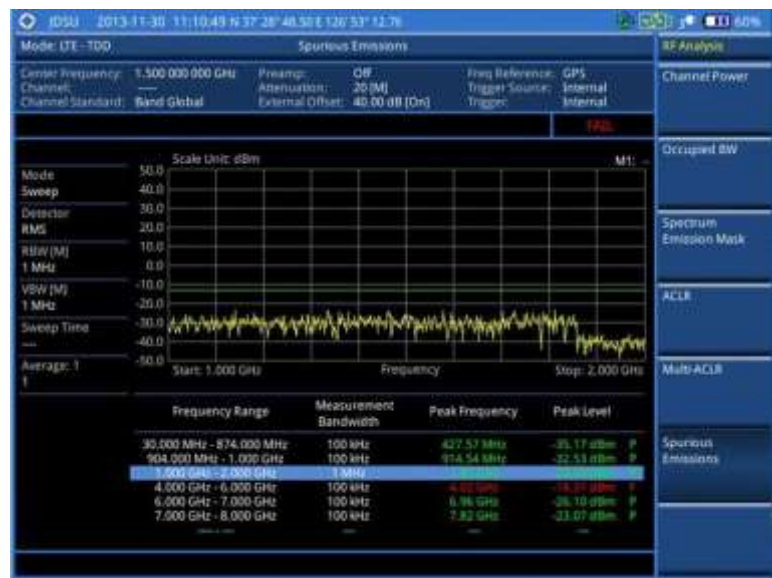 JDSU 2013-11-30 11:10:49 N 37° 28' 48.50 E 126° 53' 12.76 60%
Mode: LTE - TDD Spurious Emissions RF Analysis
Center Frequency: 1.500 000 000 GHz Preamp: Off Freq Reference: GPS
Channel: ---- Attenuation: 20 [M] Trigger Source: Internal
Channel Standard: Band Global External Offset: 40.00 dB [On] Trigger: Internal
Channel Power
FAIL
Occupied BW
Scale Unit: dBm M1: --
Mode
Sweep
Detector
RMS
RBW [M]
1 MHz
VBW [M]
1 MHz
Sweep Time
---
Average: 1
1
50.0
40.0
30.0
20.0
10.0
0.0
-10.0
-20.0
-30.0
-40.0
-50.0
Start: 1.000 GHz Frequency Stop: 2.000 GHz
Spectrum
Emission Mask
ACLR
Multi-ACLR
Spurious
Emissions
Frequency Range Measurement Bandwidth Peak Frequency Peak Level
30.000 MHz - 874.000 MHz 100 kHz 427.57 MHz -35.17 dBm P
904.000 MHz - 1.000 GHz 100 kHz 914.54 MHz -32.53 dBm P
1.000 GHz - 2.000 GHz 1 MHz
4.000 GHz - 6.000 GHz 100 kHz 
6.000 GHz - 7.000 GHz 100 kHz 6.96 GHz -26.10 dBm P
7.000 GHz - 8.000 GHz 100 kHz 7.82 GHz -23.07 dBm P